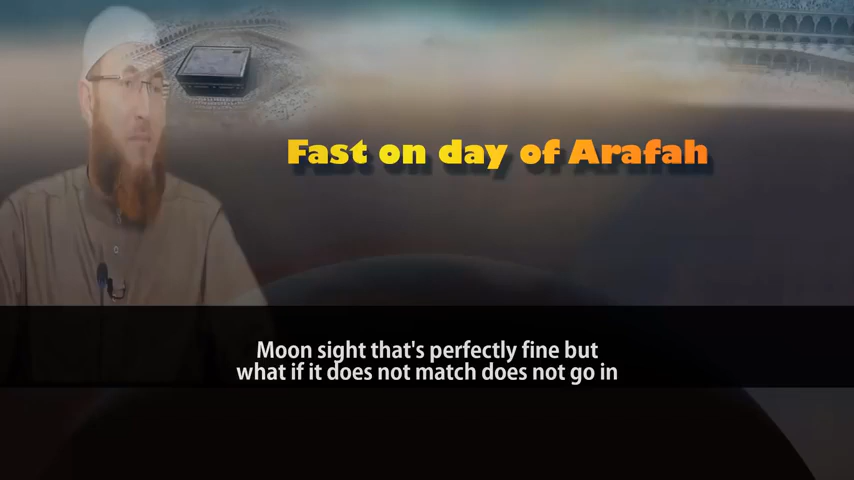 Fast on day of Arafah
Moon sight that's perfectly fine but
what if it does not match does not go in